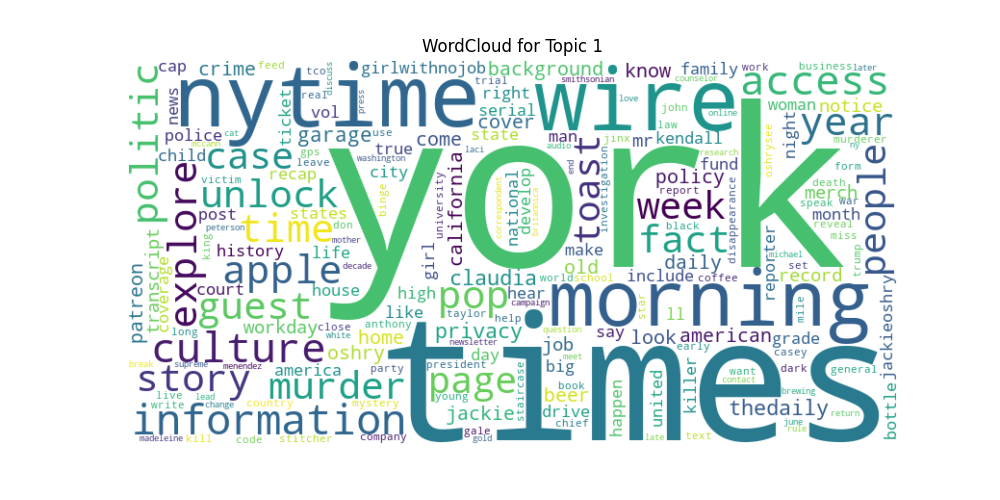 WordCloud for Topic 1
cap crime feed tco discuss girlwithnojob background know family work business later
politic news nytime real trial right smithsonian wire counselor access
ticket vol press serial cover love john woman notice year
police cat garage use state man law online night murderer
mccann true come jinx mr kendall research oshrysee ry
child case gps leave washington city laci audio end toast investigation fund form
victim recap california university york policy report people
explore unlock binge correspondent national develop britannica week black disappearance death merch speak war
post states don girl month reveal miss
peterson time mother king history life make fact michael trump
transcript coverage apple decade old daily reporter set record
patreon court house claudia world school include coffee
guest high pop hear campaign star morning mile
long workday close like taylor help privacy ll
anthony white newsletter question say look american grade
culture home job early casey jackieoshry
break supreme menendez oshry party president day meet big want contact dark general
story america murder page staircase book killer
live lead young beer happen united thedaily brewing return bottle
write change country mystery jackie drive june rule
information gale chief times text late
madeleine kill code stitcher company gold